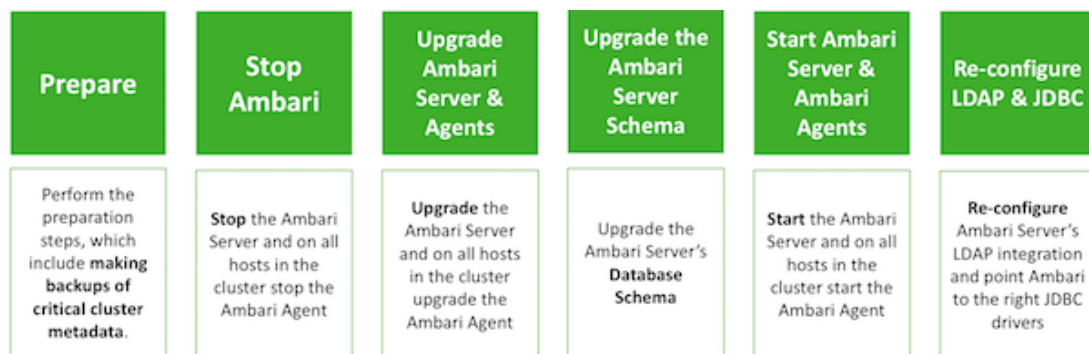 Prepare
Stop
Ambari
Upgrade
Ambari
Server &
Agents
Upgrade the
Ambari
Server
Schema
Start Ambari
Server &
Ambari
Agents
Re-configure
LDAP & JDBC
Perform the
preparation
steps, which
include making
backups of
critical cluster
metadata.
Stop the Ambari
Server and on all
hosts in the
cluster stop the
Ambari Agent
Upgrade the
Ambari Server
and on all hosts
in the cluster
upgrade the
Ambari Agent
Upgrade the
Ambari Server's
Database
Schema
Start the Ambari
Server and on all
hosts in the
cluster start the
Ambari Agent
Re-configure
Ambari Server's
LDAP integration
and point Ambari
to the right JDBC
drivers